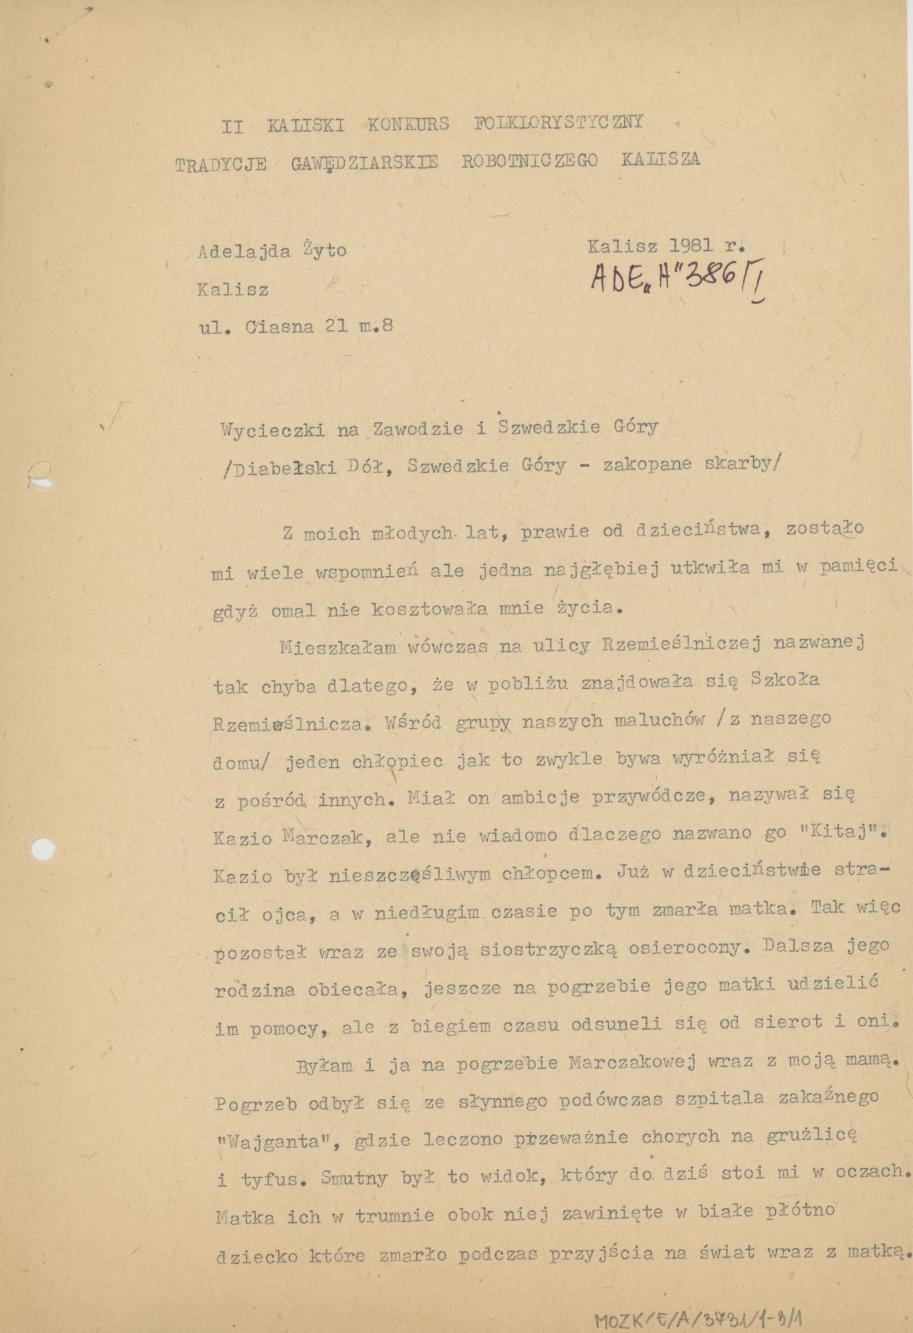 II KALISKI KONKURS FOLKLORYSTYCZNY
TRADYCJE GAWĘDZIARSKIE ROBOTNICZEGO KALISZA
Adelajda Żyto
Kalisz 1981 r.
Kalisz
ADE„A"386/I
ul. Ciasna 21 m.8
Wycieczki na Zawodzie i Szwedzkie Góry
/Diabelski Dół, Szwedzkie Góry - zakopane skarby/
Z moich młodych lat, prawie od dzieciństwa, zostało
mi wiele wspomnień ale jedna najgłębiej utkwiła mi w pamięci
gdyż omal nie kosztowała mnie życia.
Mieszkałam wówczas na ulicy Rzemieślniczej nazwanej
tak chyba dlatego, że w pobliżu znajdowała się Szkoła
Rzemieślnicza. Wśród grupy naszych maluchów /z naszego
domu/ jeden chłopiec jak to zwykle bywa wyróżniał się
z pośród innych. Miał on ambicje przywódcze, nazywał się
Kazio Marczak, ale nie wiadomo dlaczego nazwano go "Kitaj".
Kazio był nieszczęśliwym chłopcem. Już w dzieciństwie stra-
cił ojca, a w niedługim czasie po tym zmarła matka. Tak więc
pozostał wraz ze swoją siostrzyczką osierocony. Dalsza jego
rodzina obiecała, jeszcze na pogrzebie jego matki udzielić
im pomocy, ale z biegiem czasu odsuneli się od sierot i oni.
Byłam i ja na pogrzebie Marczakowej wraz z moją mamą.
Pogrzeb odbył się ze słynnego podówczas szpitala zakaźnego
"Wajganta", gdzie leczono przeważnie chorych na gruźlicę
i tyfus. Smutny był to widok, który do dziś stoi mi w oczach.
Matka ich w trumnie obok niej zawinięte w białe płótno
dziecko które zmarło podczas przyjścia na świat wraz z matką.
MOZK/E/A/3731/1-3/1